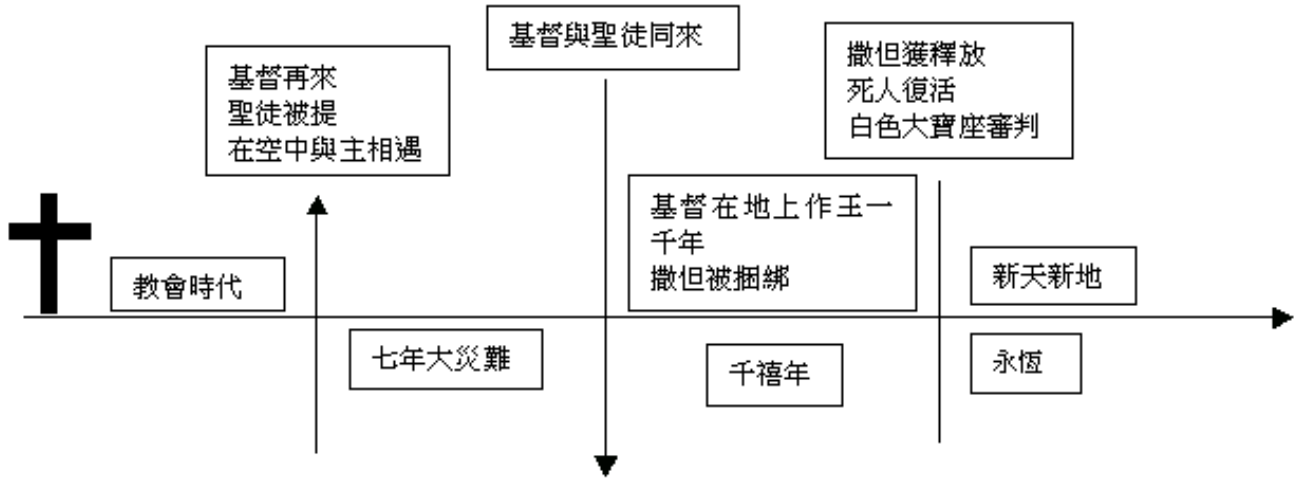 基督與聖徒同來
基督再來
聖徒被提
在空中與主相遇
撒但獲釋放
死人復活
白色大寶座審判
基督在地上作王一
千年
撒但被捆綁
教會時代
新天新地
七年大災難
千禧年
永恆